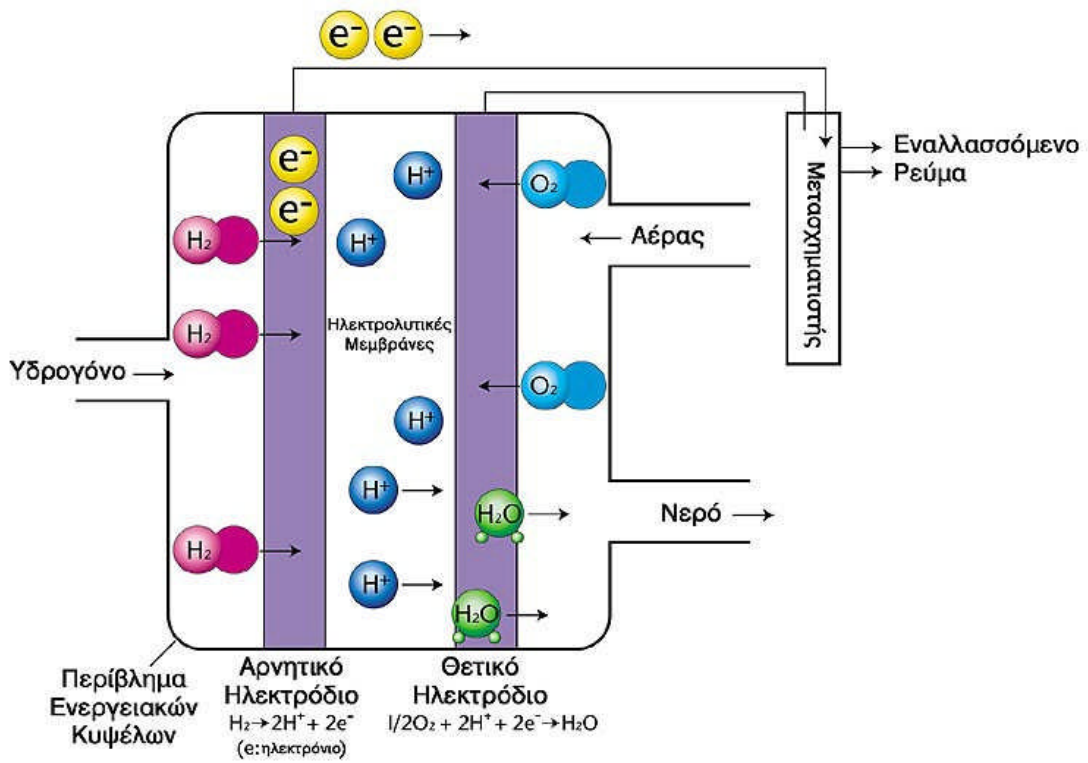 e⁻ e⁻
e⁻
e⁻
H⁺
O₂
H₂
H⁺
Αέρας
Μετασχηματιστής
Εναλλασσόμενο
Ρεύμα
H₂
Ηλεκτρολυτικές
Μεμβράνες
Υδρογόνο
O₂
H⁺
H⁺
H₂O
Νερό
H₂
H⁺
H₂O
Περίβλημα
Ενεργειακών
Κυψέλων
Αρνητικό
Ηλεκτρόδιο
H₂→2H⁺ + 2e⁻
(e:ηλεκτρόνιο)
Θετικό
Ηλεκτρόδιο
I/2O₂ + 2H⁺ + 2e⁻→H₂O